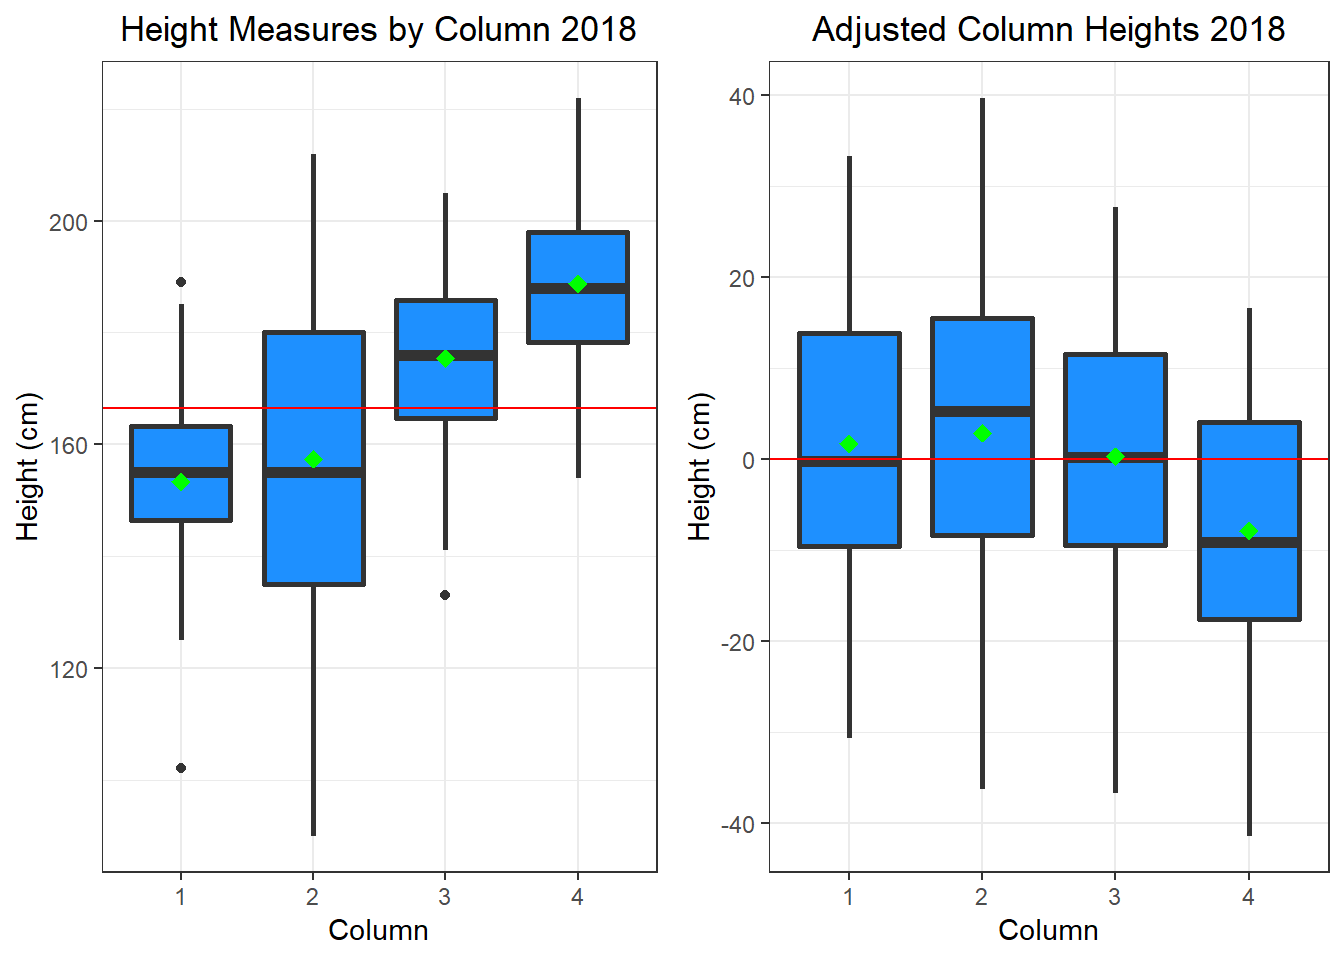 Height Measures by Column 2018
Height (cm)
200
160
120
1 2 3 4
Column
Adjusted Column Heights 2018
Height (cm)
40
20
0
-20
-40
1 2 3 4
Column